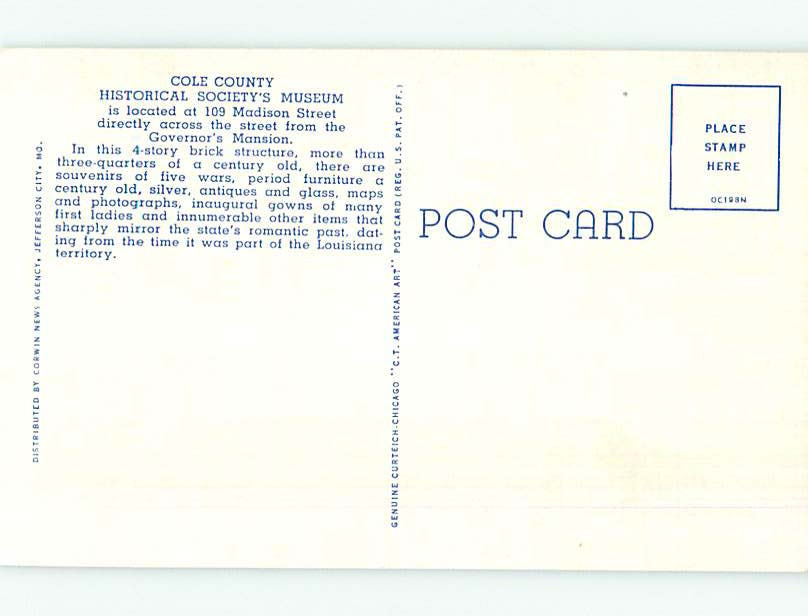 COLE COUNTY
HISTORICAL SOCIETY'S MUSEUM
is located at 109 Madison Street
directly across the street from the
Governor's Mansion.
In this 4-story brick structure, more than
three-quarters of a century old, there are
souvenirs of five wars, period furniture a
century old, silver, antiques and glass, maps
and photographs, inaugural gowns of many
first ladies and innumerable other items that
sharply mirror the state's romantic past, dat-
ing from the time it was part of the Louisiana
territory.
DISTRIBUTED BY CORWIN NEWS AGENCY, JEFFERSON CITY, MO.
GENUINE CURTEICH-CHICAGO "C.T. AMERICAN ART" POST CARD (REG. U.S. PAT. OFF.)
POST CARD
PLACE
STAMP
HERE
OC198N